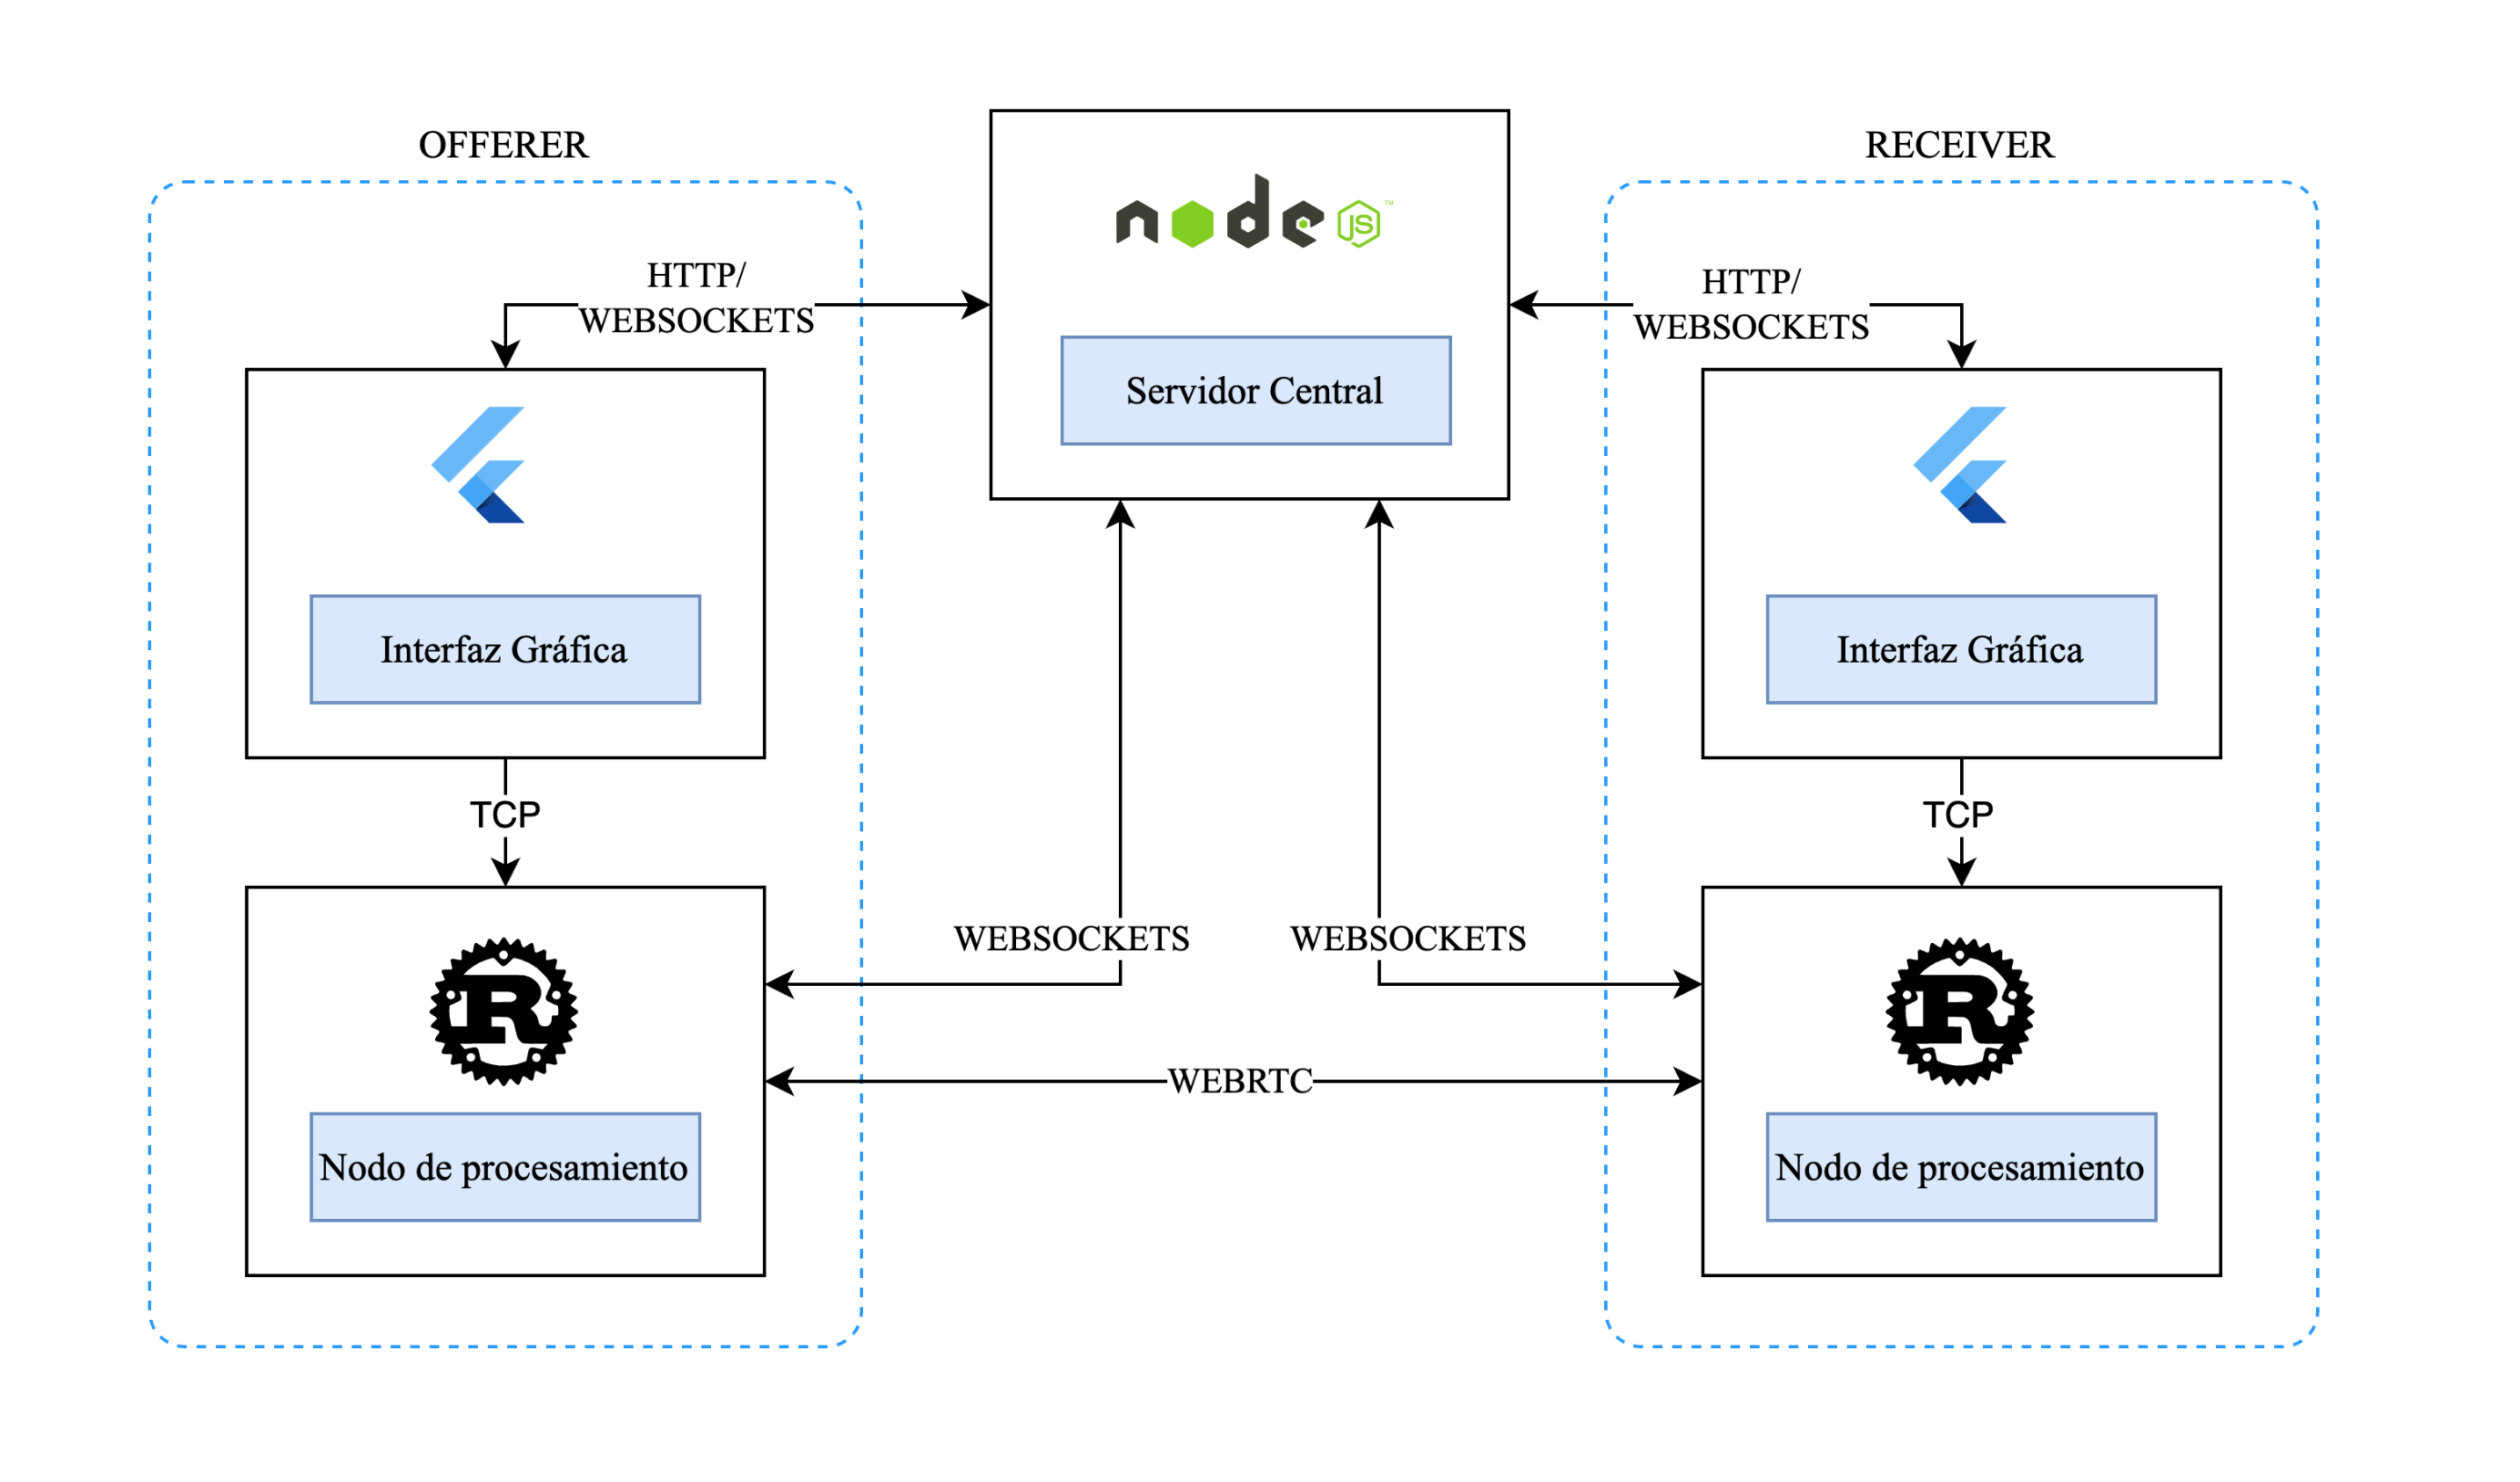 OFFERER
RECEIVER
node JS ™
HTTP/
WEBSOCKETS
HTTP/
WEBSOCKETS
Servidor Central
Interfaz Gráfica
Interfaz Gráfica
TCP
TCP
WEBSOCKETS
WEBSOCKETS
R
R
WEBRTC
Nodo de procesamiento
Nodo de procesamiento